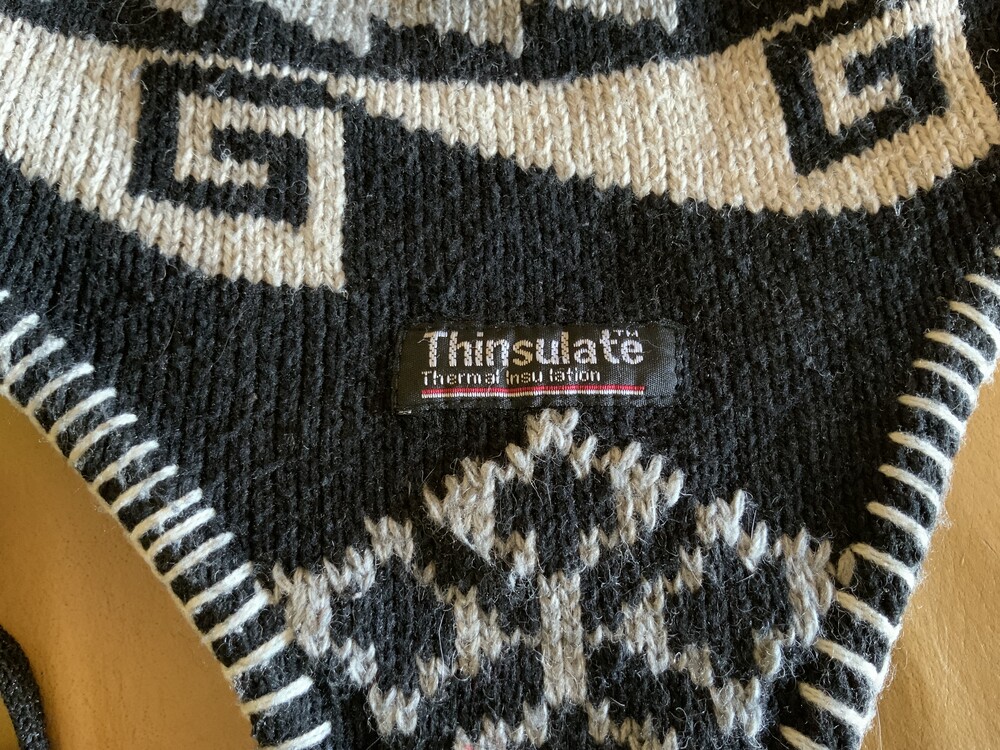 Thinsulate™
Thermal Insulation